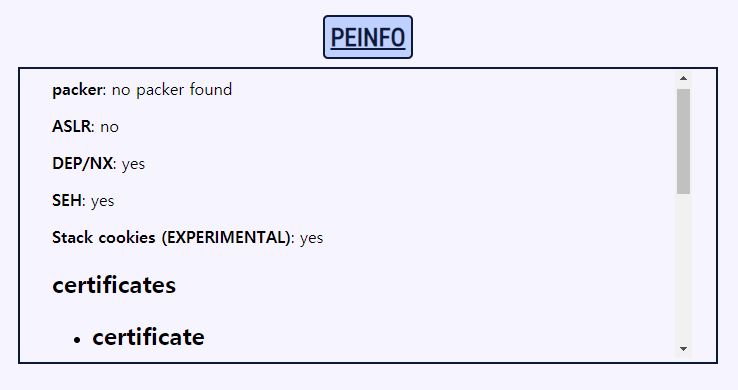 PEINFO
packer: no packer found
ASLR: no
DEP/NX: yes
SEH: yes
Stack cookies (EXPERIMENTAL): yes
certificates
certificate